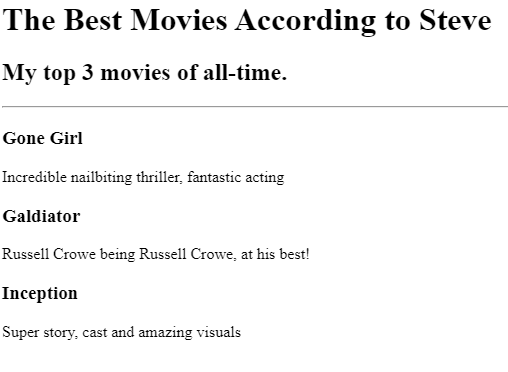 The Best Movies According to Steve
My top 3 movies of all-time.
Gone Girl
Incredible nailbiting thriller, fantastic acting
Galdiator
Russell Crowe being Russell Crowe, at his best!
Inception
Super story, cast and amazing visuals